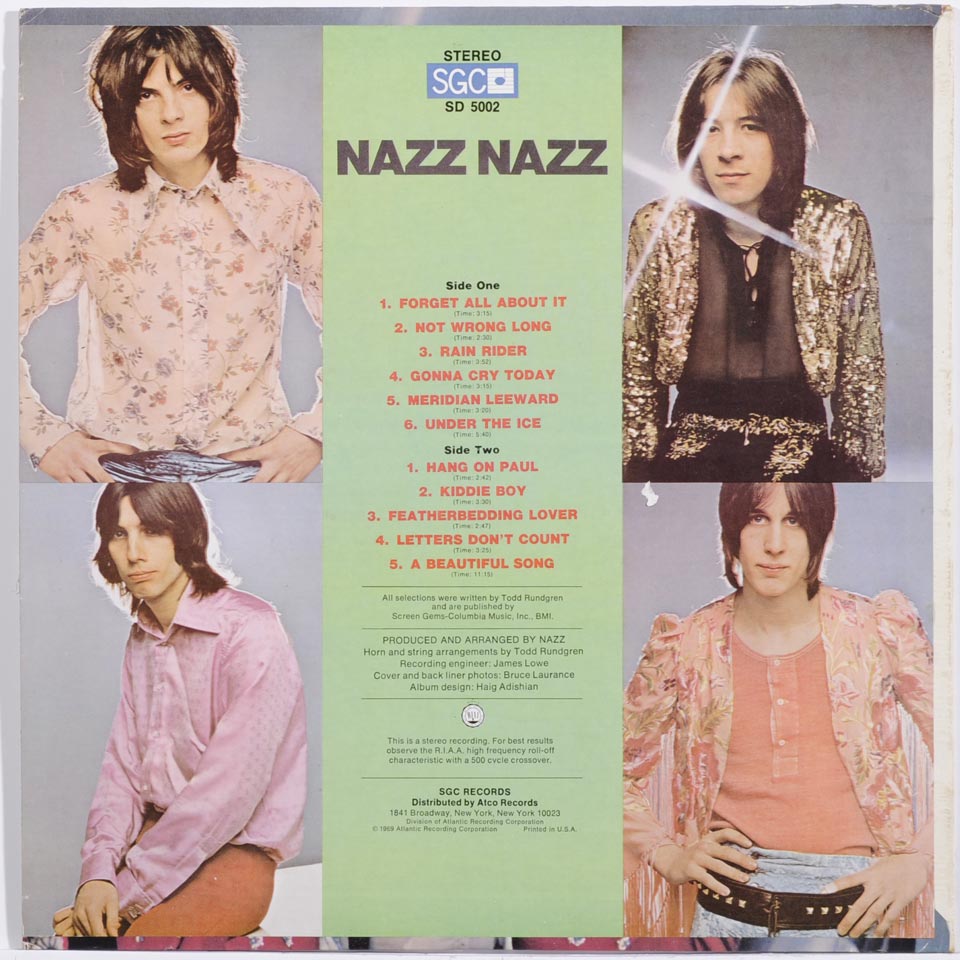 STEREO
SGC
SD 5002
NAZZ NAZZ
Side One
1. FORGET ALL ABOUT IT
(Time: 3:15)
2. NOT WRONG LONG
(Time: 2:30)
3. RAIN RIDER
(Time: 3:52)
4. GONNA CRY TODAY
(Time: 3:15)
5. MERIDIAN LEEWARD
(Time: 3:20)
6. UNDER THE ICE
(Time: 5:40)
Side Two
1. HANG ON PAUL
(Time: 2:42)
2. KIDDIE BOY
(Time: 3:30)
3. FEATHERBEDDING LOVER
(Time: 2:47)
4. LETTERS DON'T COUNT
(Time: 3:25)
5. A BEAUTIFUL SONG
(Time: 11:15)
All selections were written by Todd Rundgren
and are published by
Screen Gems-Columbia Music, Inc., BMI.
PRODUCED AND ARRANGED BY NAZZ
Horn and string arrangements by Todd Rundgren
Recording engineer: James Lowe
Cover and back liner photos: Bruce Laurance
Album design: Haig Adishian
NAZZ
This is a stereo recording. For best results
observe the R.I.A.A. high frequency roll-off
characteristic with a 500 cycle crossover.
SGC RECORDS
Distributed by Atco Records
1841 Broadway, New York, New York 10023
Division of Atlantic Recording Corporation
© 1969 Atlantic Recording Corporation Printed in U.S.A.